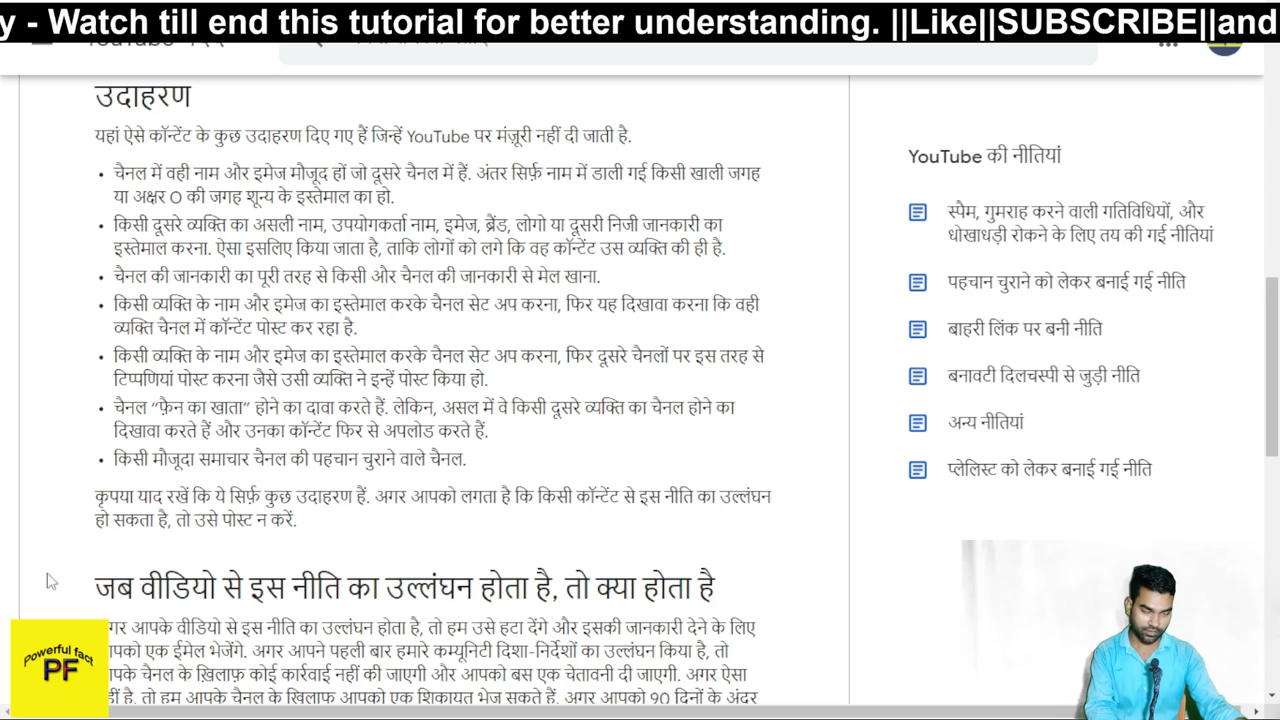 y - Watch till end this tutorial for better understanding. ||Like||SUBSCRIBE||and
उदाहरण
यहां ऐसे कॉन्टेंट के कुछ उदाहरण दिए गए हैं जिन्हें YouTube पर मंज़ूरी नहीं दी जाती है.
• चैनल में वही नाम और इमेज मौजूद हों जो दूसरे चैनल में हैं. अंतर सिर्फ़ नाम में डाली गई किसी खाली जगह
या अक्षर O की जगह शून्य के इस्तेमाल का हो.
• किसी दूसरे व्यक्ति का असली नाम, उपयोगकर्ता नाम, इमेज, ब्रैंड, लोगो या दूसरी निजी जानकारी का
इस्तेमाल करना. ऐसा इसलिए किया जाता है, ताकि लोगों को लगे कि वह कॉन्टेंट उस व्यक्ति की ही है.
• चैनल की जानकारी का पूरी तरह से किसी और चैनल की जानकारी से मेल खाना.
• किसी व्यक्ति के नाम और इमेज का इस्तेमाल करके चैनल सेट अप करना, फिर यह दिखावा करना कि वही
व्यक्ति चैनल में कॉन्टेंट पोस्ट कर रहा है.
• किसी व्यक्ति के नाम और इमेज का इस्तेमाल करके चैनल सेट अप करना, फिर दूसरे चैनलों पर इस तरह से
टिप्पणियां पोस्ट करना जैसे उसी व्यक्ति ने इन्हें पोस्ट किया हो.
• चैनल “फ़ैन का खाता” होने का दावा करते हैं. लेकिन, असल में वे किसी दूसरे व्यक्ति का चैनल होने का
दिखावा करते हैं और उनका कॉन्टेंट फिर से अपलोड करते हैं.
• किसी मौजूदा समाचार चैनल की पहचान चुराने वाले चैनल.
कृपया याद रखें कि ये सिर्फ़ कुछ उदाहरण हैं. अगर आपको लगता है कि किसी कॉन्टेंट से इस नीति का उल्लंघन
हो सकता है, तो उसे पोस्ट न करें.
जब वीडियो से इस नीति का उल्लंघन होता है, तो क्या होता है
गर आपके वीडियो से इस नीति का उल्लंघन होता है, तो हम उसे हटा देंगे और इसकी जानकारी देने के लिए
पको एक ईमेल भेजेंगे. अगर आपने पहली बार हमारे कम्यूनिटी दिशा-निर्देशों का उल्लंघन किया है, तो
पके चैनल के ख़िलाफ़ कोई कार्रवाई नहीं की जाएगी और आपको बस एक चेतावनी दी जाएगी. अगर ऐसा
हीं है, तो हम आपके चैनल के ख़िलाफ़ आपको एक शिकायत भेज सकते हैं. अगर आपको 90 दिनों के अंदर
YouTube की नीतियां
स्पैम, गुमराह करने वाली गतिविधियों, और
धोखाधड़ी रोकने के लिए तय की गई नीतियां
पहचान चुराने को लेकर बनाई गई नीति
बाहरी लिंक पर बनी नीति
बनावटी दिलचस्पी से जुड़ी नीति
अन्य नीतियां
प्लेलिस्ट को लेकर बनाई गई नीति
Powerful fact
PF